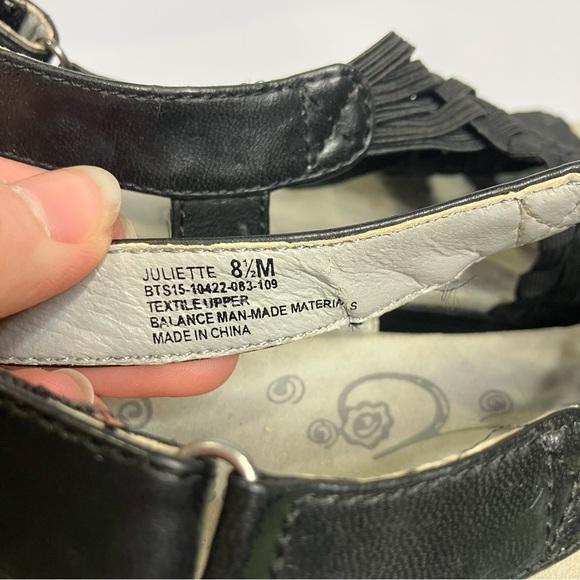 JULIETTE 8½M
BTS15-10422-083-109
TEXTILE UPPER
BALANCE MAN-MADE MATERIALS
MADE IN CHINA